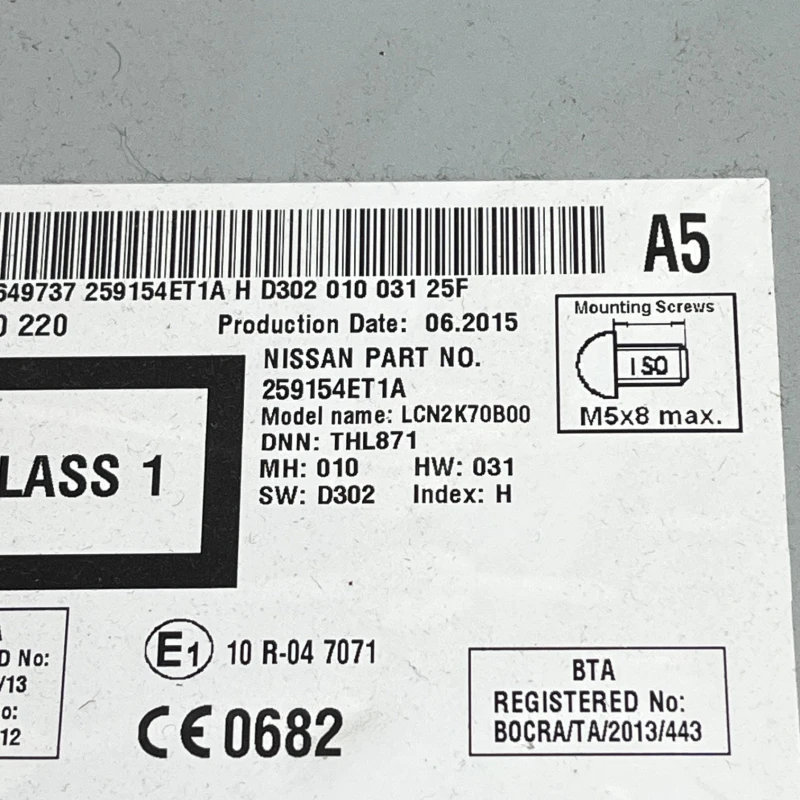 A5
649737 259154ET1A H D302 010 031 25F
0 220
Production Date: 06.2015
Mounting Screws
ISO
M5x8 max.
NISSAN PART NO.
259154ET1A
Model name: LCN2K70B00
DNN: THL871
MH: 010 HW: 031
SW: D302 Index: H
LASS 1
D No:
/13
o:
12
E1 10 R-04 7071
CE 0682
BTA
REGISTERED No:
BOCRA/TA/2013/443